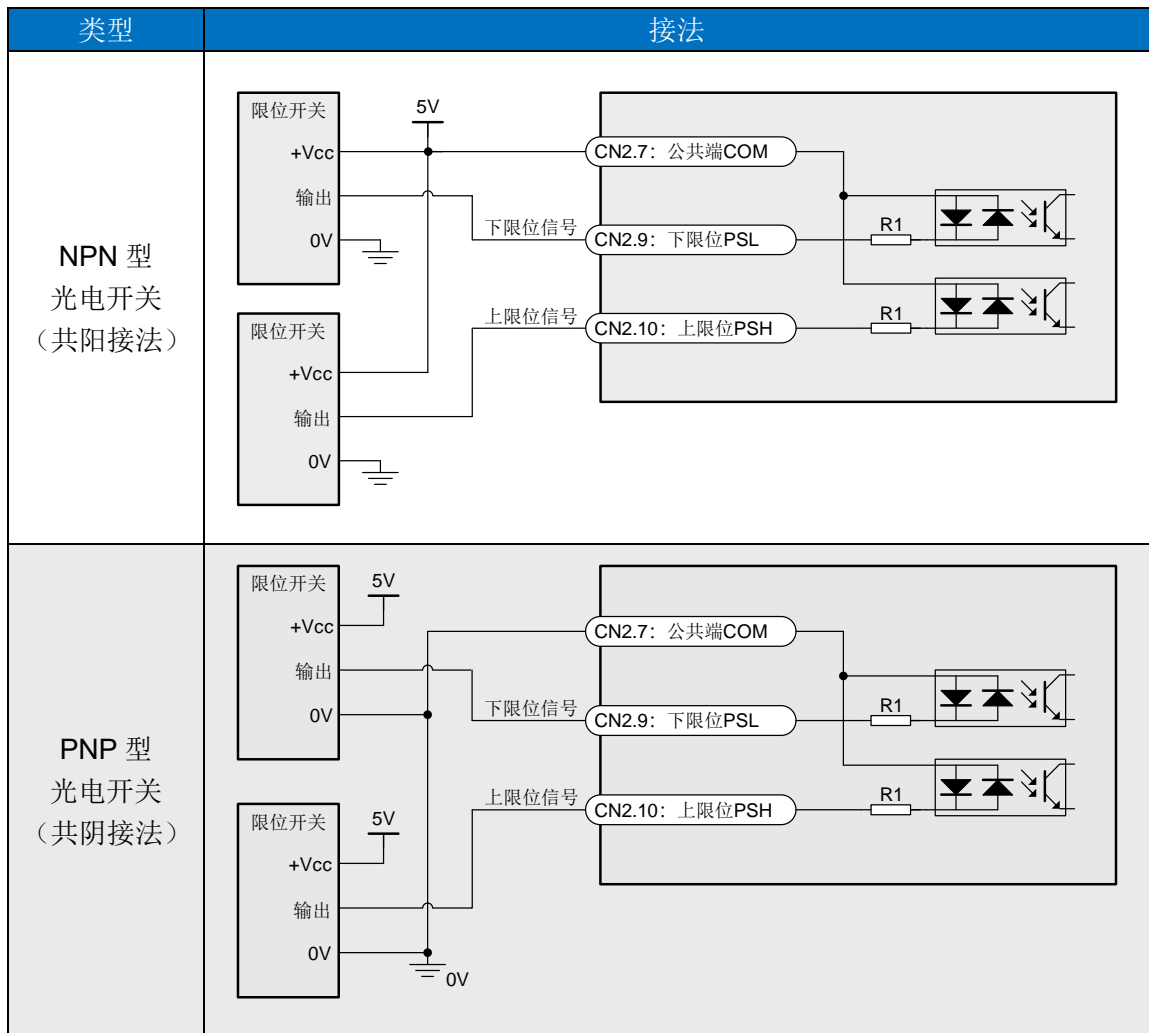 类型
接法
NPN 型
光电开关
（共阳接法）
限位开关
+Vcc
输出
0V
5V
限位开关
+Vcc
输出
0V
下限位信号
上限位信号
CN2.7：公共端COM
CN2.9：下限位PSL
CN2.10：上限位PSH
R1
R1
PNP 型
光电开关
（共阴接法）
限位开关
+Vcc
输出
0V
5V
限位开关
+Vcc
输出
0V
5V
0V
下限位信号
上限位信号
CN2.7：公共端COM
CN2.9：下限位PSL
CN2.10：上限位PSH
R1
R1